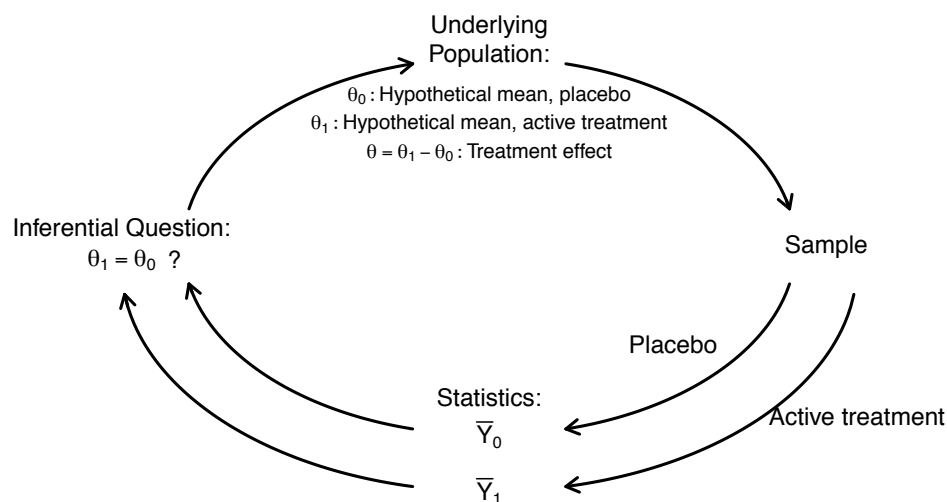 Underlying
Population:
θ₀ : Hypothetical mean, placebo
θ₁ : Hypothetical mean, active treatment
θ = θ₁ − θ₀ : Treatment effect
Inferential Question:
θ₁ = θ₀ ?
Sample
Placebo
Active treatment
Statistics:
Y̅₀
Y̅₁